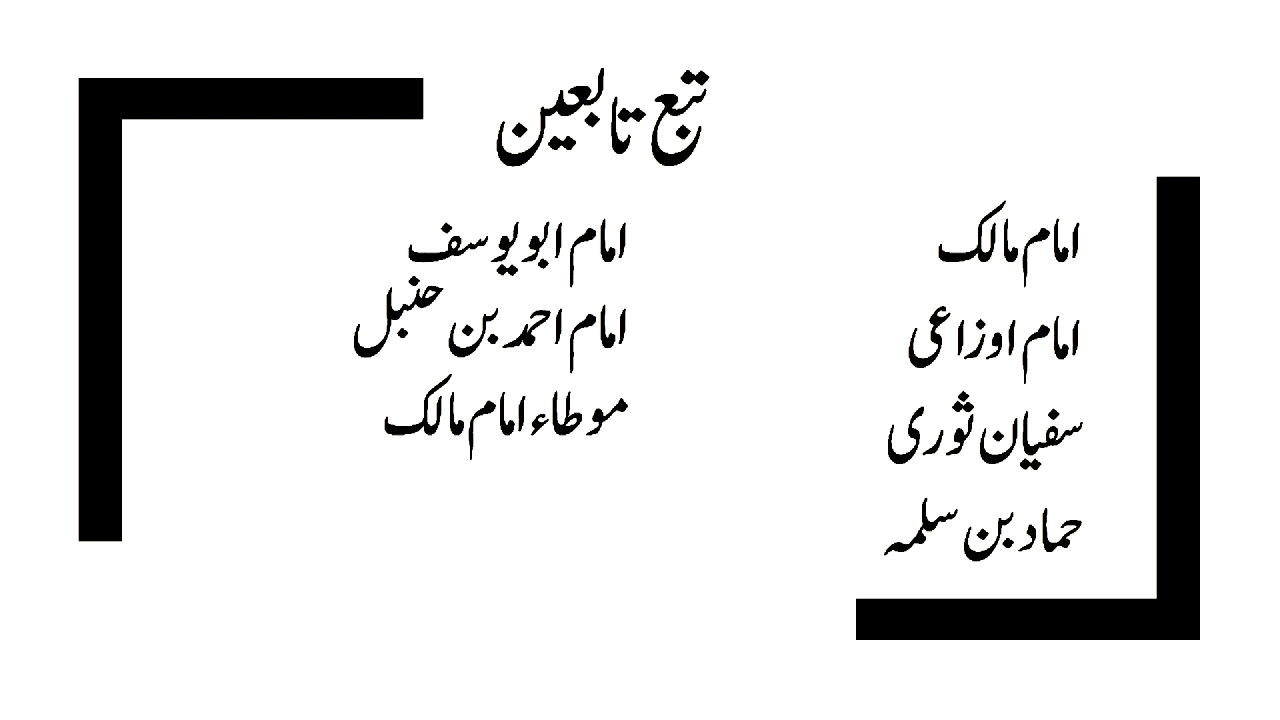 تبع تابعین
امام مالک
امام اوزاعی
سفیان ثوری
حماد بن سلمہ
امام ابو یوسف
امام احمد بن حنبل
موطاء امام مالک